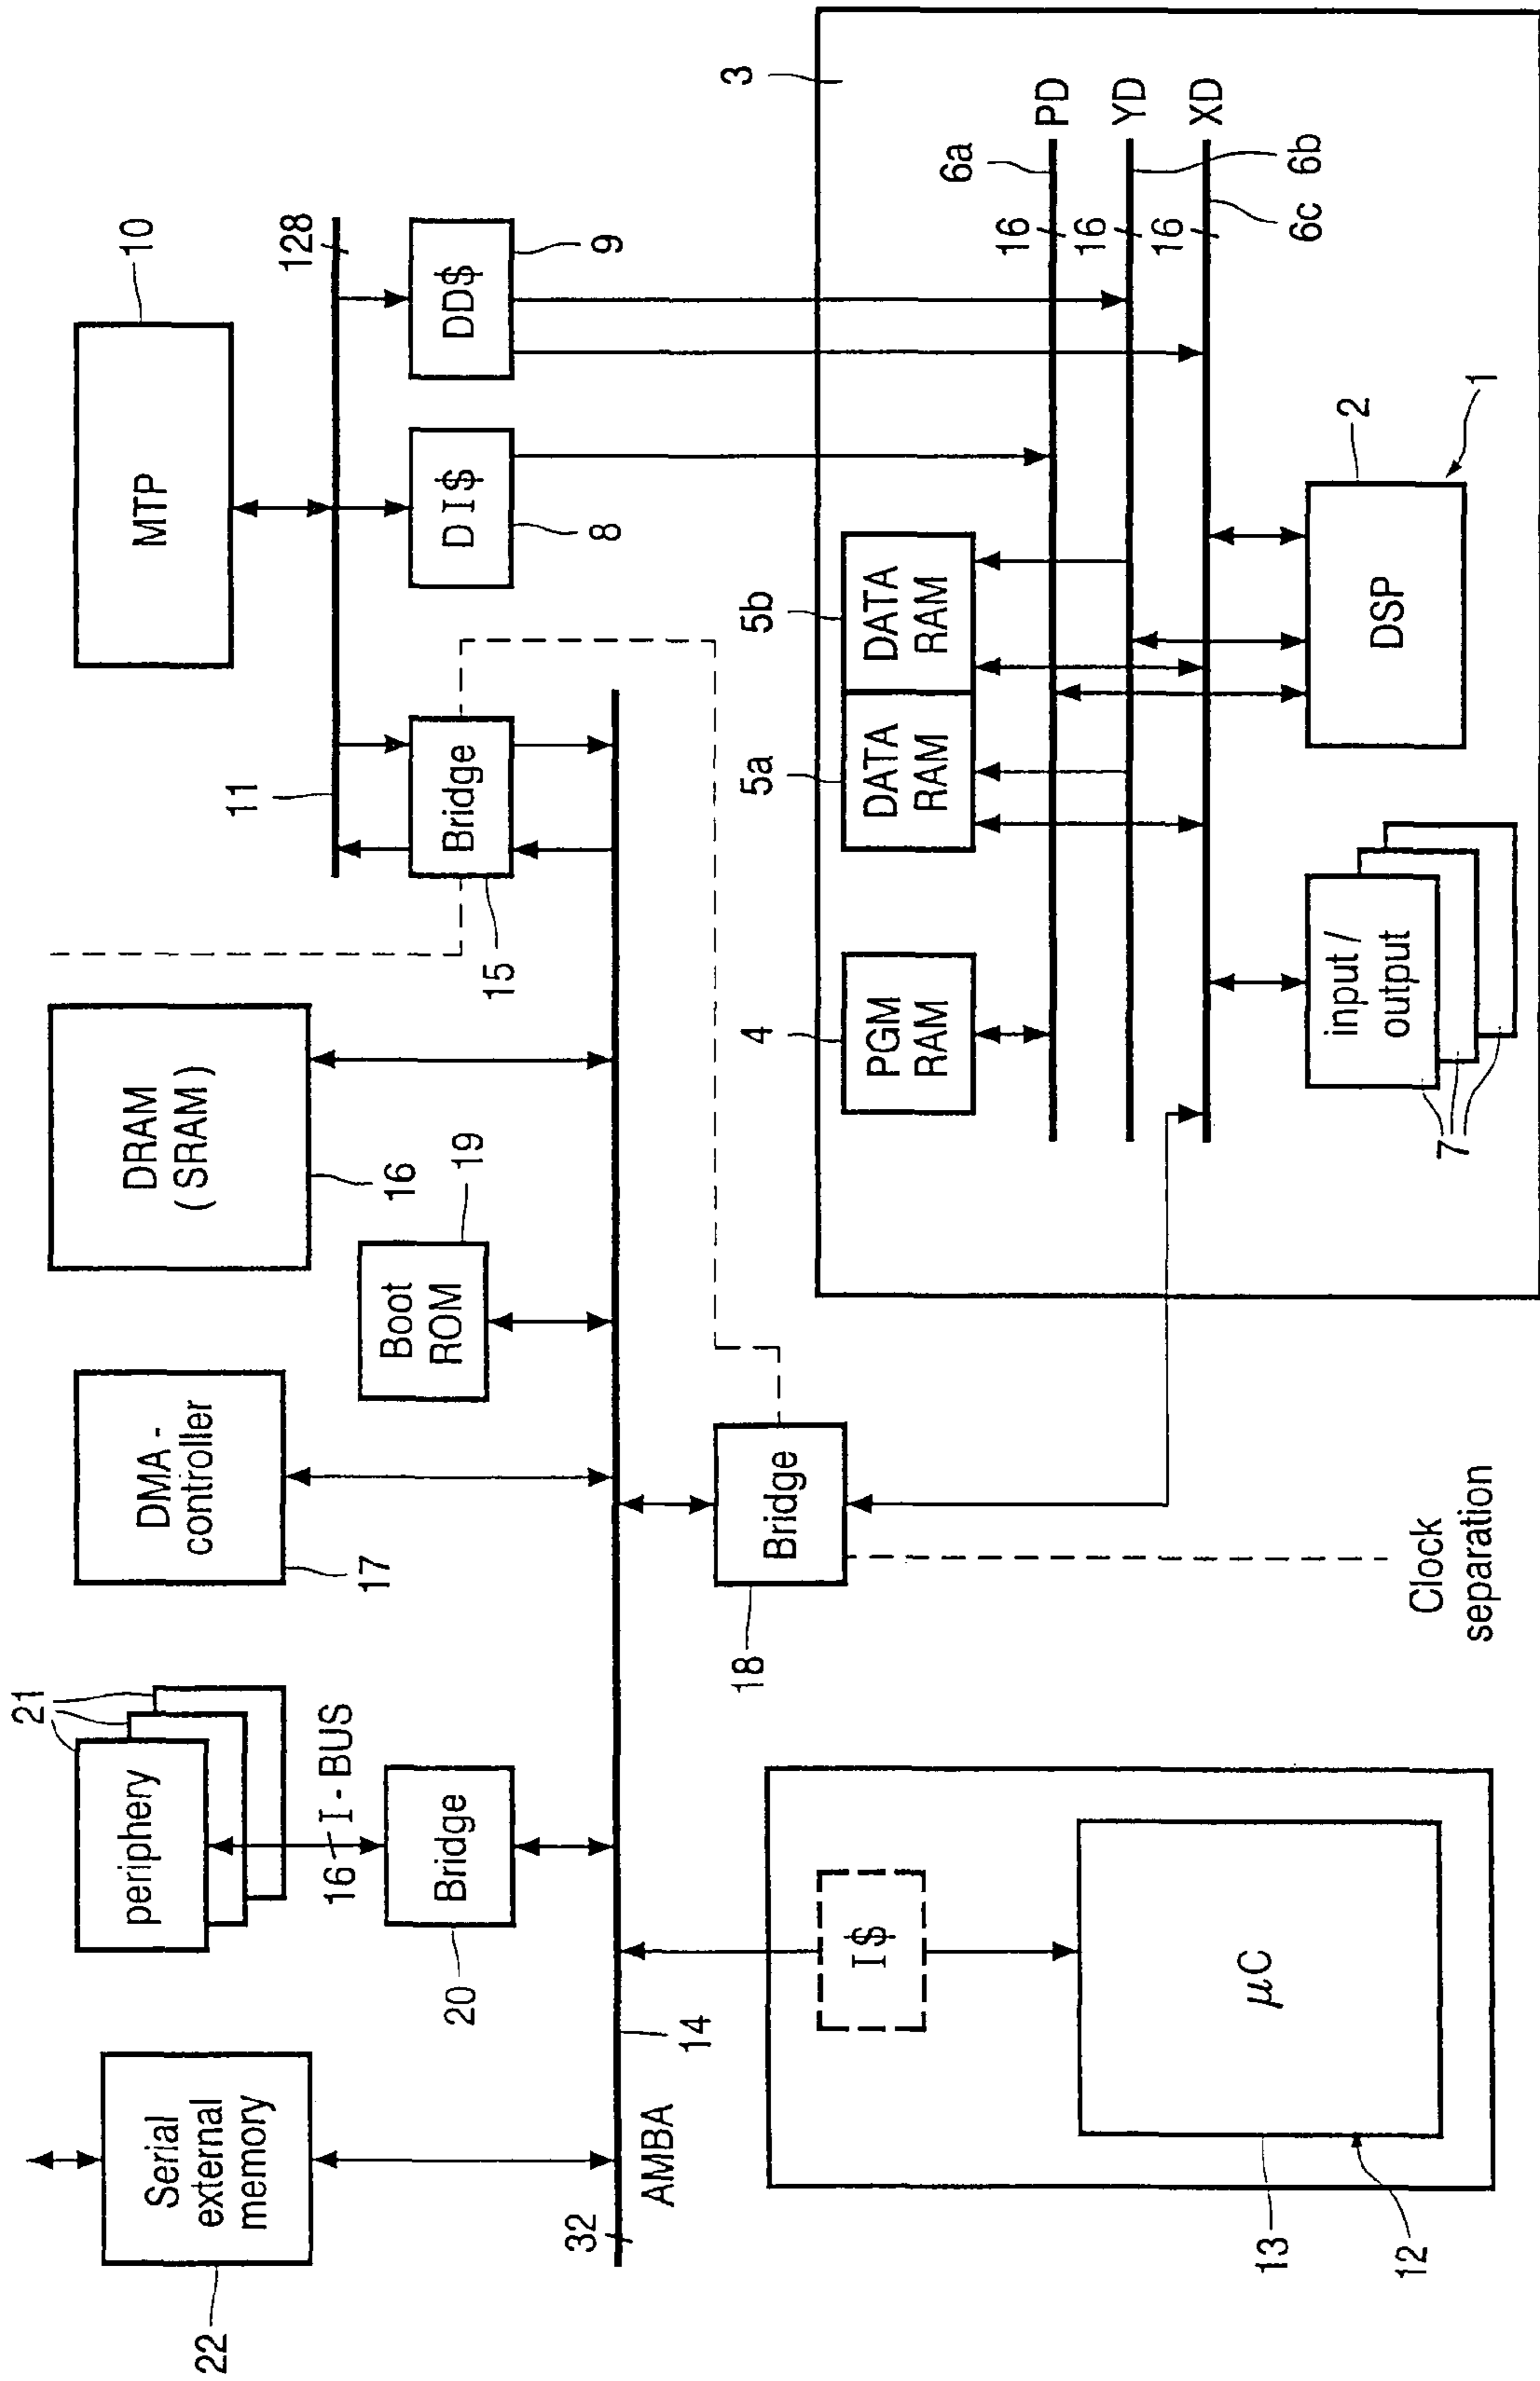 22
Serial
external
memory
32
AMBA
14
21
periphery
16
I-BUS
Bridge
20
DMA-
controller
17
DRAM
(SRAM)
16
Boot
ROM
19
Bridge
15
11
MTP
10
128
DI$
8
DD$
9
13
12
I$
µC
Bridge
18
Clock
separation
3
PGM
RAM
4
DATA
RAM
5a
DATA
RAM
5b
6a
PD
16
YD
16
6b
XD
16
6c
input /
output
7
DSP
2
1